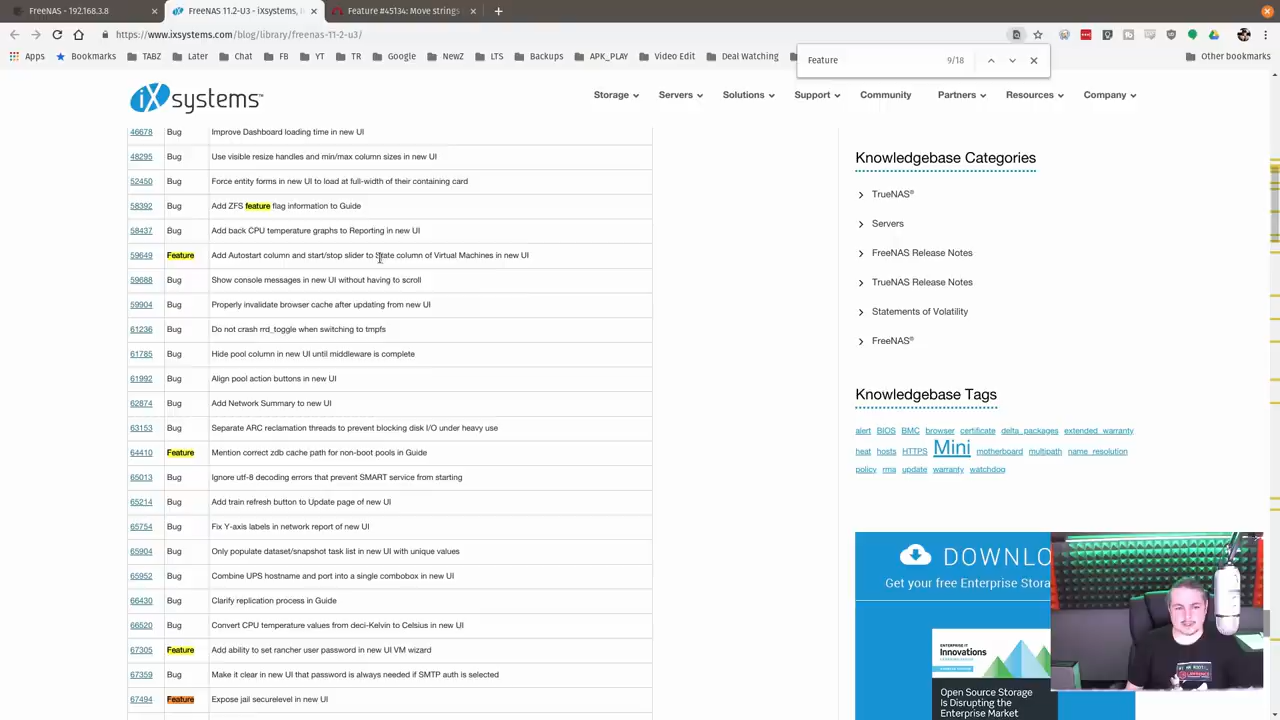 FreeNAS - 192.168.3.8
FreeNAS 11.2-U3 - iXsystems, I
Feature #45134: Move strings
https://www.ixsystems.com/blog/library/freenas-11-2-u3/
Apps
Bookmarks
TABZ
Later
Chat
FB
YT
TR
Google
NewZ
LTS
Backups
APK_PLAY
Video Edit
Deal Watching
Other bookmarks
Feature 9/18
iXsystems
Storage
Servers
Solutions
Support
Community
Partners
Resources
Company
46678 Bug Improve Dashboard loading time in new UI
48295 Bug Use visible resize handles and min/max column sizes in new UI
52450 Bug Force entity forms in new UI to load at full-width of their containing card
58392 Bug Add ZFS feature flag information to Guide
58437 Bug Add back CPU temperature graphs to Reporting in new UI
59649 Feature Add Autostart column and start/stop slider to State column of Virtual Machines in new UI
59688 Bug Show console messages in new UI without having to scroll
59904 Bug Properly invalidate browser cache after updating from new UI
61236 Bug Do not crash rrd_toggle when switching to tmpfs
61785 Bug Hide pool column in new UI until middleware is complete
61992 Bug Align pool action buttons in new UI
62874 Bug Add Network Summary to new UI
63153 Bug Separate ARC reclamation threads to prevent blocking disk I/O under heavy use
64410 Feature Mention correct zdb cache path for non-boot pools in Guide
65013 Bug Ignore utf-8 decoding errors that prevent SMART service from starting
65214 Bug Add train refresh button to Update page of new UI
65754 Bug Fix Y-axis labels in network report of new UI
65904 Bug Only populate dataset/snapshot task list in new UI with unique values
65952 Bug Combine UPS hostname and port into a single combobox in new UI
66430 Bug Clarify replication process in Guide
66520 Bug Convert CPU temperature values from deci-Kelvin to Celsius in new UI
67305 Feature Add ability to set rancher user password in new UI VM wizard
67359 Bug Make it clear in new UI that password is always needed if SMTP auth is selected
67494 Feature Expose jail securelevel in new UI
Knowledgebase Categories
TrueNAS®
Servers
FreeNAS Release Notes
TrueNAS Release Notes
Statements of Volatility
FreeNAS®
Knowledgebase Tags
alert BIOS BMC browser certificate delta packages extended warranty
heat hosts HTTPS Mini motherboard multipath name resolution
policy rma update warranty watchdog
DOWNLO
Get your free Enterprise Stora
Innovations
Open Source Storage
Is Disrupting the
Enterprise Market